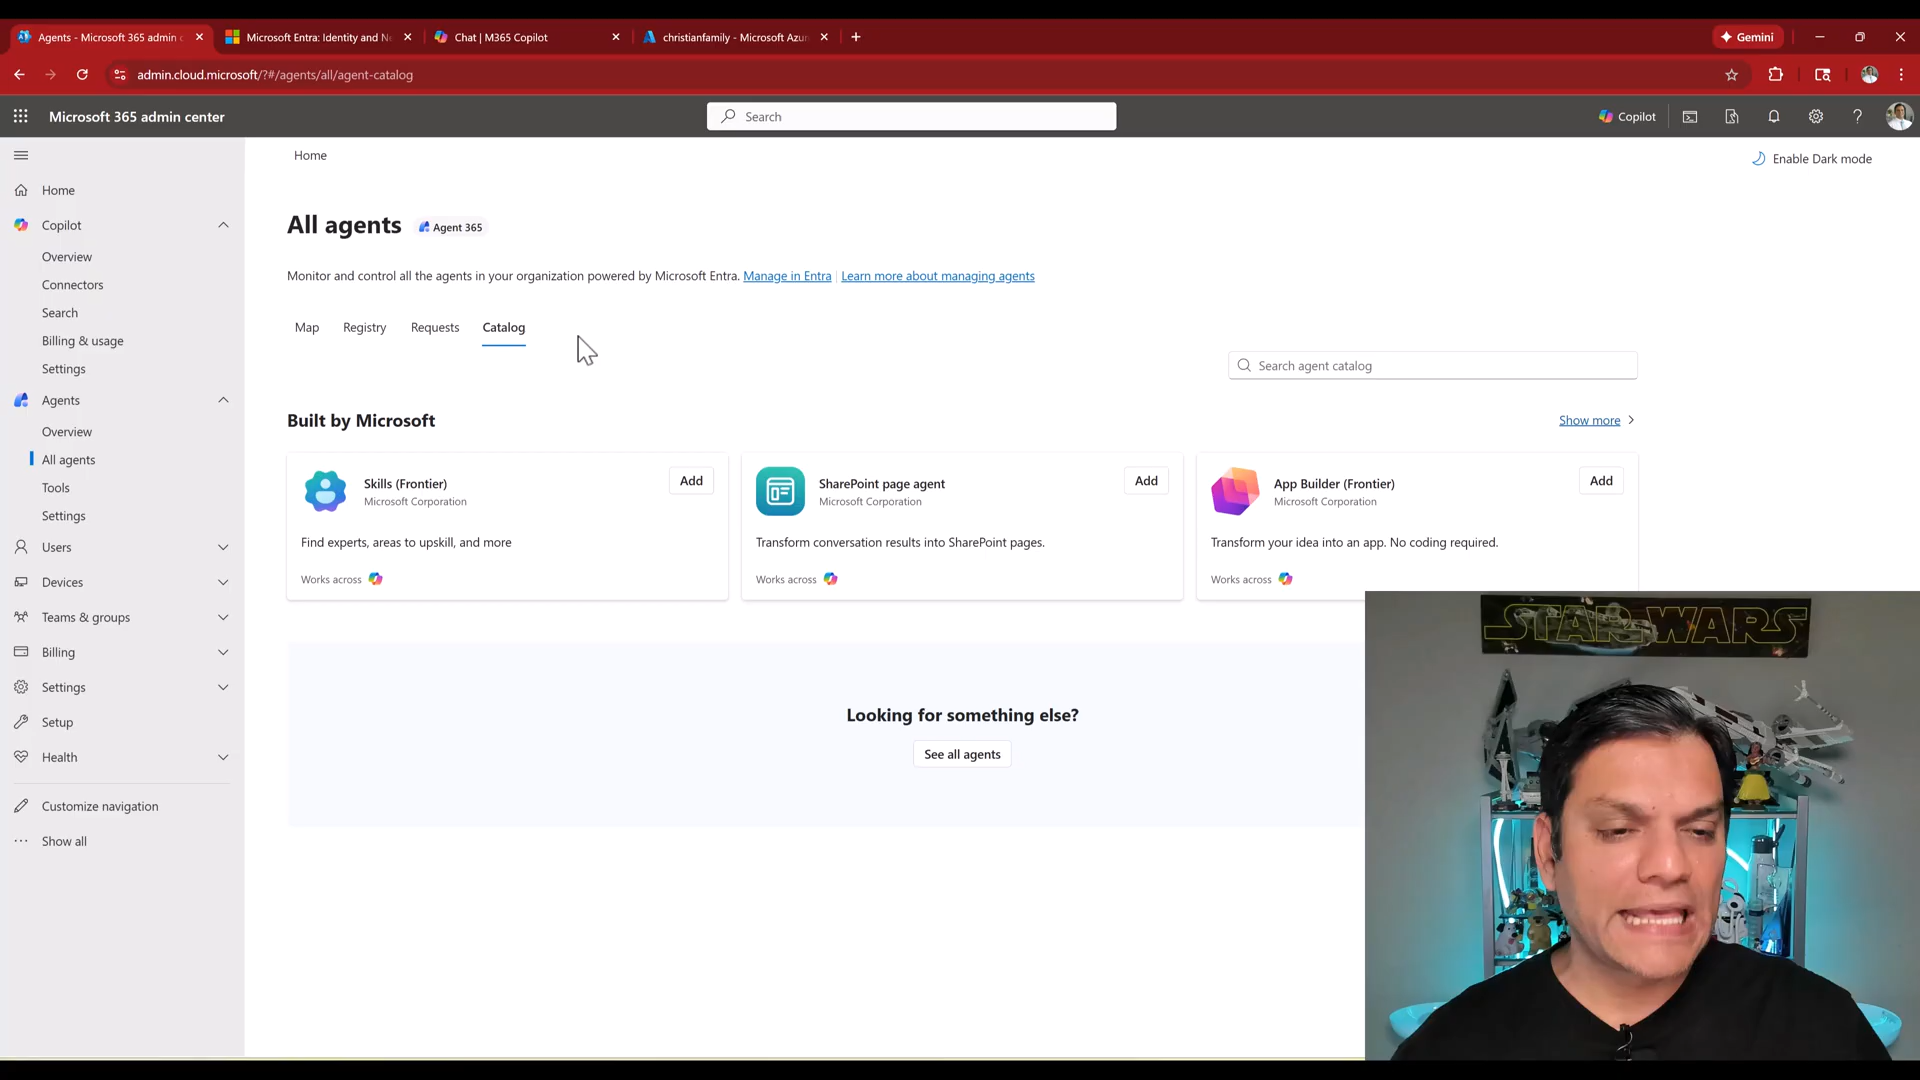 Agents - Microsoft 365 admin c
Microsoft Entra: Identity and Ne
Chat | M365 Copilot
christianfamily - Microsoft Azur
Gemini
admin.cloud.microsoft/?#/agents/all/agent-catalog
Microsoft 365 admin center
Search
Copilot
Home
Enable Dark mode
Home
Copilot
Overview
Connectors
Search
Billing & usage
Settings
Agents
Overview
All agents
Tools
Settings
Users
Devices
Teams & groups
Billing
Settings
Setup
Health
Customize navigation
Show all
All agents
Agent 365
Monitor and control all the agents in your organization powered by Microsoft Entra. Manage in Entra | Learn more about managing agents
Map
Registry
Requests
Catalog
Search agent catalog
Built by Microsoft
Show more
Skills (Frontier)
Microsoft Corporation
Add
Find experts, areas to upskill, and more
Works across
SharePoint page agent
Microsoft Corporation
Add
Transform conversation results into SharePoint pages.
Works across
App Builder (Frontier)
Microsoft Corporation
Add
Transform your idea into an app. No coding required.
Works across
Looking for something else?
See all agents
STAR WARS